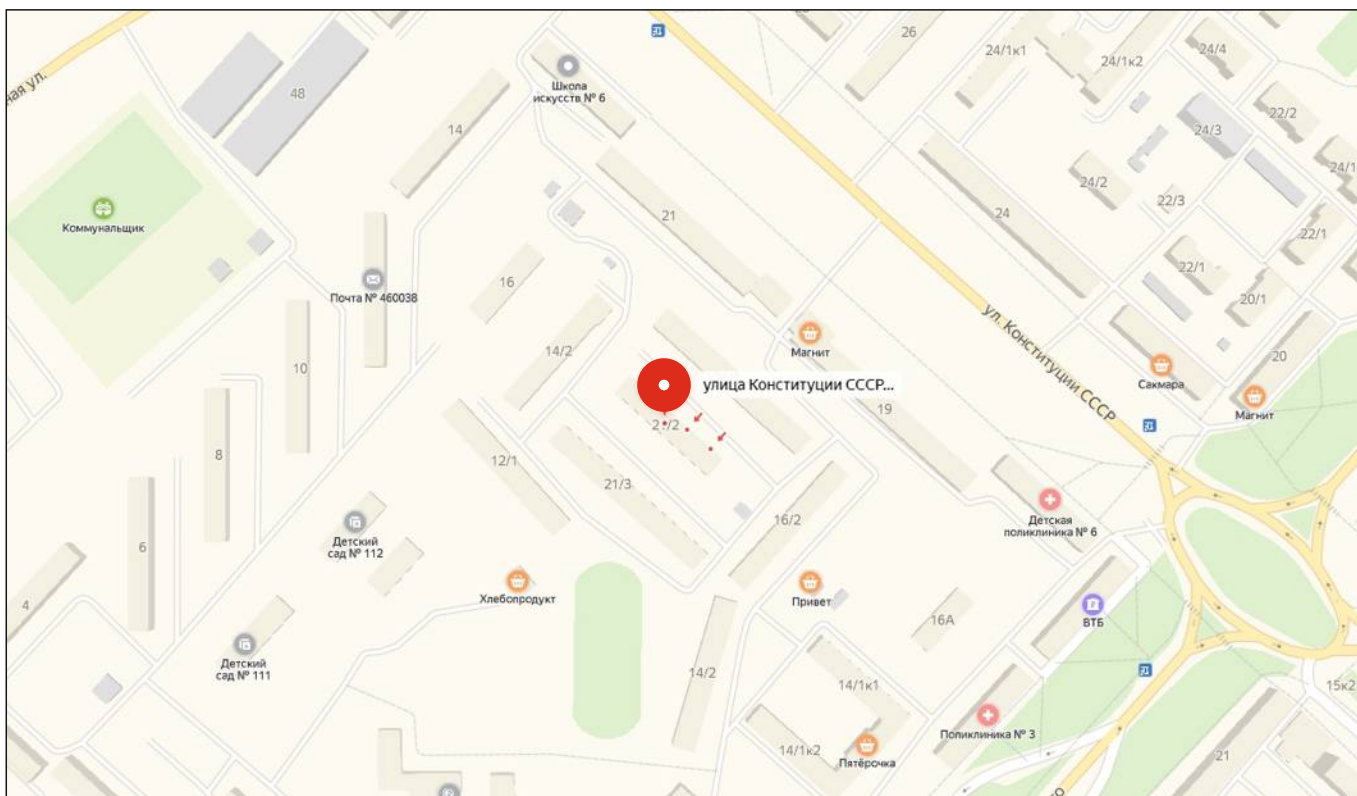 26
24/1к1
24/1к2
24/4
ная ул.
48
Школа
искусств № 6
14
22/2
24/3
24/1
24/2
22/3
24
21
Коммунальщик
22/1
22/1
20/1
Почта № 460038
16
ул. Конституции СССР
14/2
Магнит
10
20
Сакмара
Магнит
улица Конституции СССР...
19
8
12/1
21/3
16/2
Детская
поликлиника № 6
Детский
сад № 112
6
4
Хлебопродукт
Привет
16А
ВТБ
Детский
сад № 111
14/2
14/1к1
15к2
Поликлиника № 3
14/1к2
Пятёрочка
21